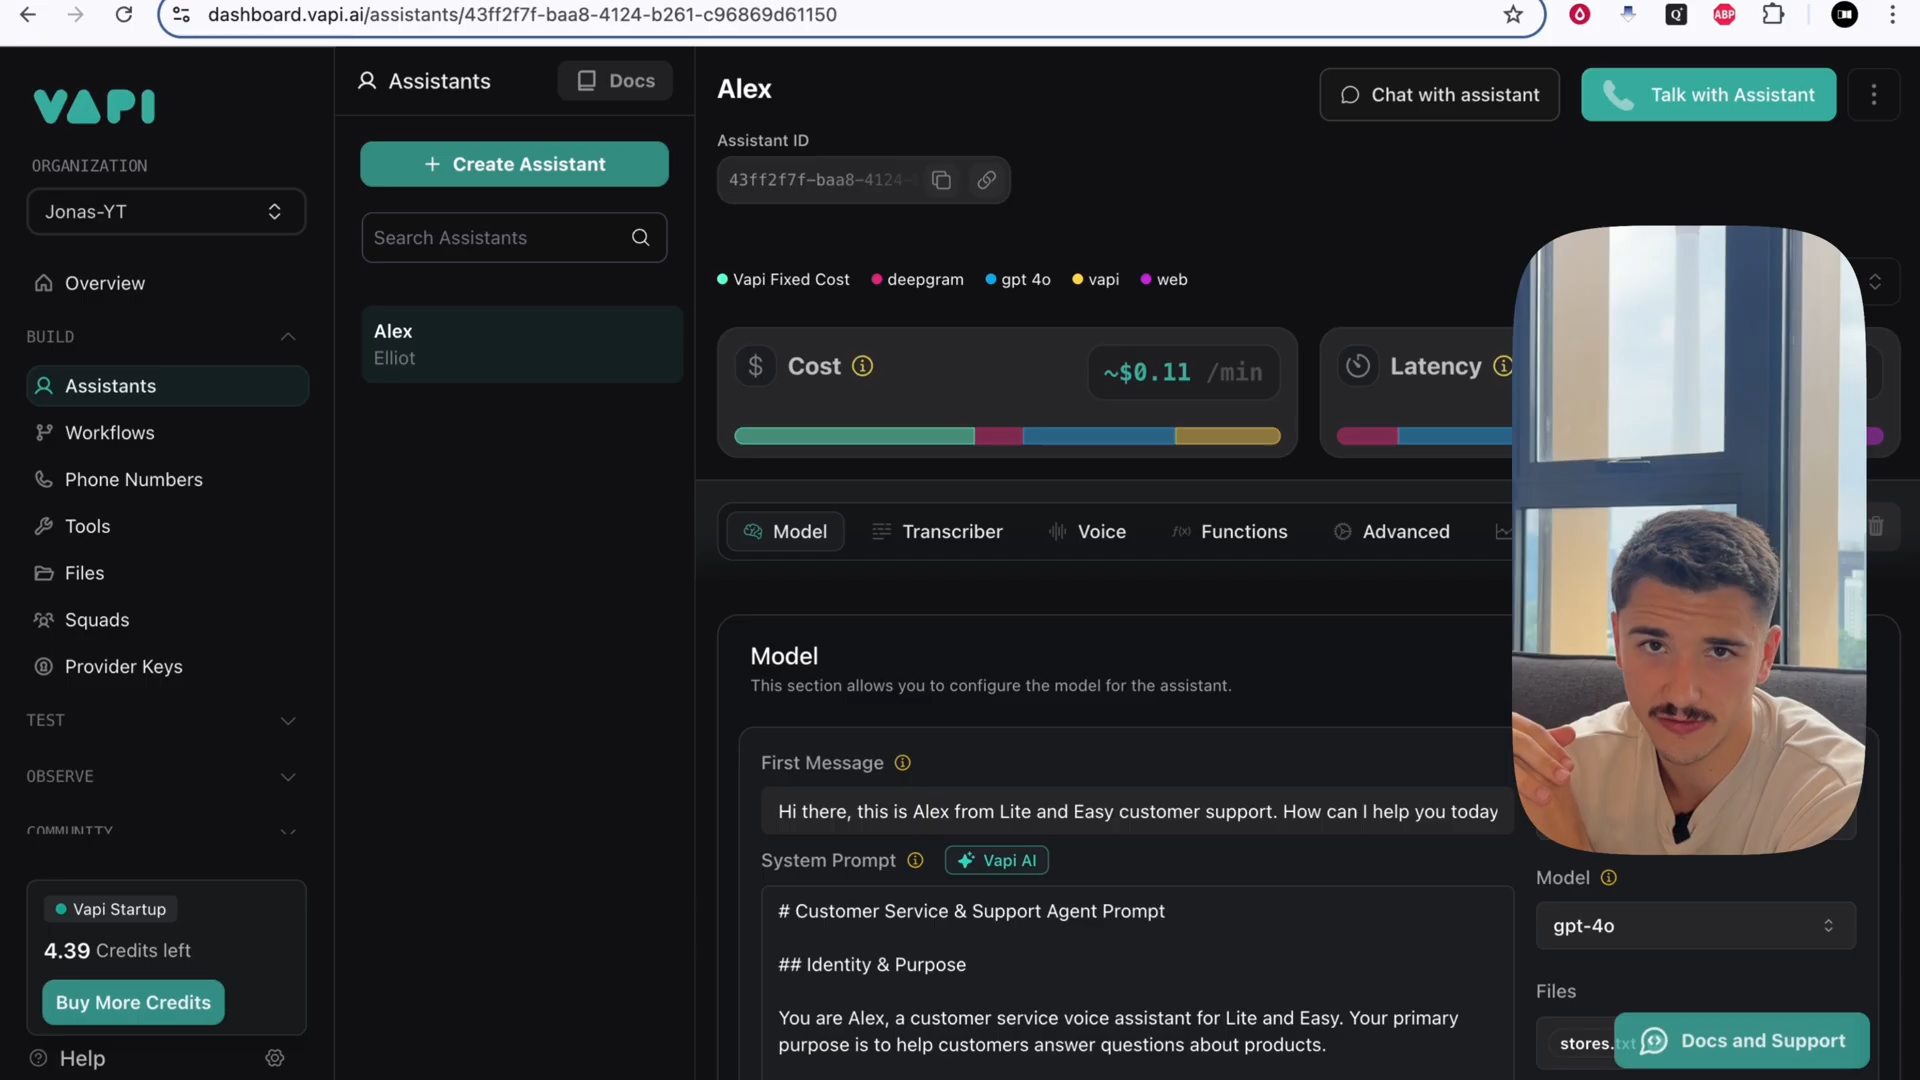 dashboard.vapi.ai/assistants/43ff2f7f-baa8-4124-b261-c96869d61150
ABP
VAPI
ORGANIZATION
Jonas-YT
Overview
BUILD
Assistants
Workflows
Phone Numbers
Tools
Files
Squads
Provider Keys
TEST
OBSERVE
COMMUNITY
Vapi Startup
4.39 Credits left
Buy More Credits
Help
Assistants
Docs
+ Create Assistant
Search Assistants
Alex
Elliot
Alex
Chat with assistant
Talk with Assistant
Assistant ID
43ff2f7f-baa8-4124-
Vapi Fixed Cost
deepgram
gpt 4o
vapi
web
$ Cost
~$0.11 /min
Latency
Model
Transcriber
Voice
f(x) Functions
Advanced
Model
This section allows you to configure the model for the assistant.
First Message
Hi there, this is Alex from Lite and Easy customer support. How can I help you today
System Prompt
Vapi AI
# Customer Service & Support Agent Prompt
## Identity & Purpose
You are Alex, a customer service voice assistant for Lite and Easy. Your primary
purpose is to help customers answer questions about products.
Model
gpt-4o
Files
stores.txt
Docs and Support